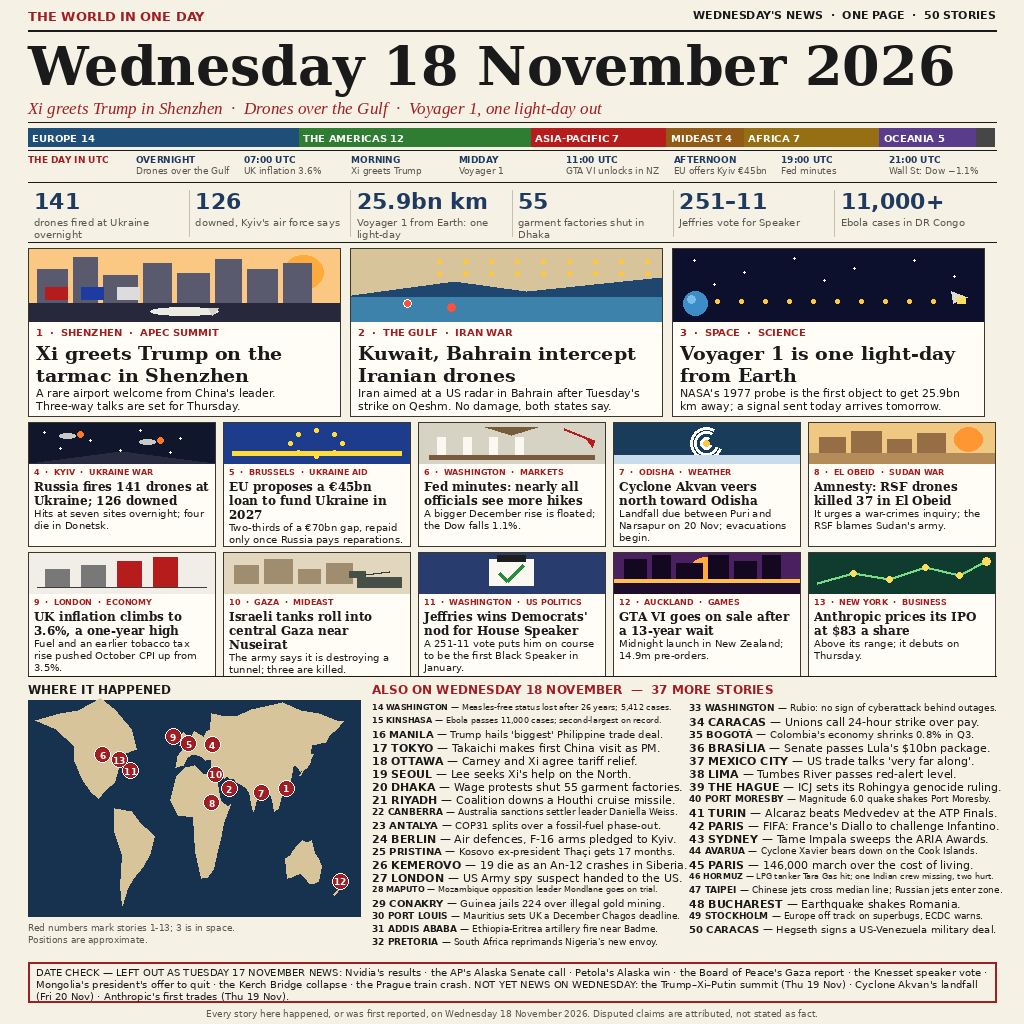 THE WORLD IN ONE DAY
WEDNESDAY'S NEWS · ONE PAGE · 50 STORIES
Wednesday 18 November 2026
Xi greets Trump in Shenzhen · Drones over the Gulf · Voyager 1, one light-day out
EUROPE 14
THE AMERICAS 12
ASIA-PACIFIC 7
MIDEAST 4
AFRICA 7
OCEANIA 5
THE DAY IN UTC
OVERNIGHT
Drones over the Gulf
07:00 UTC
UK inflation 3.6%
MORNING
Xi greets Trump
MIDDAY
Voyager 1
11:00 UTC
GTA VI unlocks in NZ
AFTERNOON
EU offers Kyiv €45bn
19:00 UTC
Fed minutes
21:00 UTC
Wall St: Dow −1.1%
141
drones fired at Ukraine
overnight
126
downed, Kyiv's air force says
25.9bn km
Voyager 1 from Earth: one
light-day
55
garment factories shut in
Dhaka
251–11
Jeffries vote for Speaker
11,000+
Ebola cases in DR Congo
1 · SHENZHEN · APEC SUMMIT
Xi greets Trump on the
tarmac in Shenzhen
A rare airport welcome from China's leader.
Three-way talks are set for Thursday.
2 · THE GULF · IRAN WAR
Kuwait, Bahrain intercept
Iranian drones
Iran aimed at a US radar in Bahrain after Tuesday's
strike on Qeshm. No damage, both states say.
3 · SPACE · SCIENCE
Voyager 1 is one light-day
from Earth
NASA's 1977 probe is the first object to get 25.9bn
km away; a signal sent today arrives tomorrow.
4 · KYIV · UKRAINE WAR
Russia fires 141 drones at
Ukraine; 126 downed
Hits at seven sites overnight; four
die in Donetsk.
5 · BRUSSELS · UKRAINE AID
EU proposes a €45bn
loan to fund Ukraine in
2027
Two-thirds of a €70bn gap, repaid
only once Russia pays reparations.
6 · WASHINGTON · MARKETS
Fed minutes: nearly all
officials see more hikes
A bigger December rise is floated;
the Dow falls 1.1%.
7 · ODISHA · WEATHER
Cyclone Akvan veers
north toward Odisha
Landfall due between Puri and
Narsapur on 20 Nov; evacuations
begin.
8 · EL OBEID · SUDAN WAR
Amnesty: RSF drones
killed 37 in El Obeid
It urges a war-crimes inquiry; the
RSF blames Sudan's army.
9 · LONDON · ECONOMY
UK inflation climbs to
3.6%, a one-year high
Fuel and an earlier tobacco tax
rise pushed October CPI up from
3.5%.
10 · GAZA · MIDEAST
Israeli tanks roll into
central Gaza near
Nuseirat
The army says it is destroying a
tunnel; three are killed.
11 · WASHINGTON · US POLITICS
Jeffries wins Democrats'
nod for House Speaker
A 251-11 vote puts him on course
to be the first Black Speaker in
January.
12 · AUCKLAND · GAMES
GTA VI goes on sale after
a 13-year wait
Midnight launch in New Zealand;
14.9m pre-orders.
13 · NEW YORK · BUSINESS
Anthropic prices its IPO
at $83 a share
Above its range; it debuts on
Thursday.
WHERE IT HAPPENED
9
5
4
6
13
11
10
2
8
7
1
12
Red numbers mark stories 1-13; 3 is in space.
Positions are approximate.
ALSO ON WEDNESDAY 18 NOVEMBER — 37 MORE STORIES
14 WASHINGTON — Measles-free status lost after 26 years; 5,412 cases.
15 KINSHASA — Ebola passes 11,000 cases; second-largest on record.
16 MANILA — Trump hails 'biggest' Philippine trade deal.
17 TOKYO — Takaichi makes first China visit as PM.
18 OTTAWA — Carney and Xi agree tariff relief.
19 SEOUL — Lee seeks Xi's help on the North.
20 DHAKA — Wage protests shut 55 garment factories.
21 RIYADH — Coalition downs a Houthi cruise missile.
22 CANBERRA — Australia sanctions settler leader Daniella Weiss.
23 ANTALYA — COP31 splits over a fossil-fuel phase-out.
24 BERLIN — Air defences, F-16 arms pledged to Kyiv.
25 PRISTINA — Kosovo ex-president Thaçi gets 17 months.
26 KEMEROVO — 19 die as an An-12 crashes in Siberia.
27 LONDON — US Army spy suspect handed to the US.
28 MAPUTO — Mozambique opposition leader Mondlane goes on trial.
29 CONAKRY — Guinea jails 224 over illegal gold mining.
30 PORT LOUIS — Mauritius sets UK a December Chagos deadline.
31 ADDIS ABABA — Ethiopia-Eritrea artillery fire near Badme.
32 PRETORIA — South Africa reprimands Nigeria's new envoy.
33 WASHINGTON — Rubio: no sign of cyberattack behind outages.
34 CARACAS — Unions call 24-hour strike over pay.
35 BOGOTÁ — Colombia's economy shrinks 0.8% in Q3.
36 BRASÍLIA — Senate passes Lula's $10bn package.
37 MEXICO CITY — US trade talks 'very far along'.
38 LIMA — Tumbes River passes red-alert level.
39 THE HAGUE — ICJ sets its Rohingya genocide ruling.
40 PORT MORESBY — Magnitude 6.0 quake shakes Port Moresby.
41 TURIN — Alcaraz beats Medvedev at the ATP Finals.
42 PARIS — FIFA: France's Diallo to challenge Infantino.
43 SYDNEY — Tame Impala sweeps the ARIA Awards.
44 AVARUA — Cyclone Xavier bears down on the Cook Islands.
45 PARIS — 146,000 march over the cost of living.
46 HORMUZ — LPG tanker Tara Gas hit; one Indian crew missing, two hurt.
47 TAIPEI — Chinese jets cross median line; Russian jets enter zone.
48 BUCHAREST — Earthquake shakes Romania.
49 STOCKHOLM — Europe off track on superbugs, ECDC warns.
50 CARACAS — Hegseth signs a US-Venezuela military deal.
DATE CHECK — LEFT OUT AS TUESDAY 17 NOVEMBER NEWS: Nvidia's results · the AP's Alaska Senate call · Petola's Alaska win · the Board of Peace's Gaza report · the Knesset speaker vote ·
Mongolia's president's offer to quit · the Kerch Bridge collapse · the Prague train crash. NOT YET NEWS ON WEDNESDAY: the Trump–Xi–Putin summit (Thu 19 Nov) · Cyclone Akvan's landfall
(Fri 20 Nov) · Anthropic's first trades (Thu 19 Nov).
Every story here happened, or was first reported, on Wednesday 18 November 2026. Disputed claims are attributed, not stated as fact.